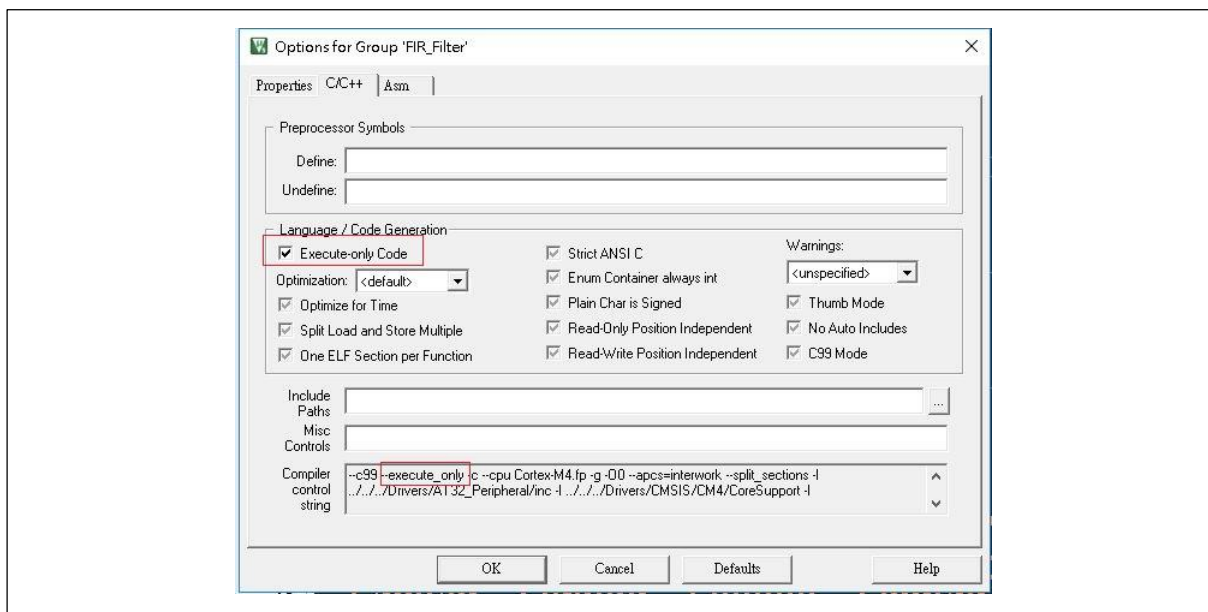 Options for Group 'FIR_Filter'
Properties C/C++ Asm
Preprocessor Symbols
Define:
Undefine:
Language / Code Generation
Execute-only Code Strict ANSI C Warnings:
Optimization: <default> Enum Container always int <unspecified>
Optimize for Time Plain Char is Signed Thumb Mode
Split Load and Store Multiple Read-Only Position Independent No Auto Includes
One ELF Section per Function Read-Write Position Independent C99 Mode
Include
Paths ...
Misc
Controls
Compiler --c99 --execute_only -c --cpu Cortex-M4.fp -g -O0 --apcs=interwork --split_sections -I
control ../../../Drivers/AT32_Peripheral/inc -I ../../../Drivers/CMSIS/CM4/CoreSupport -I
string
OK Cancel Defaults Help